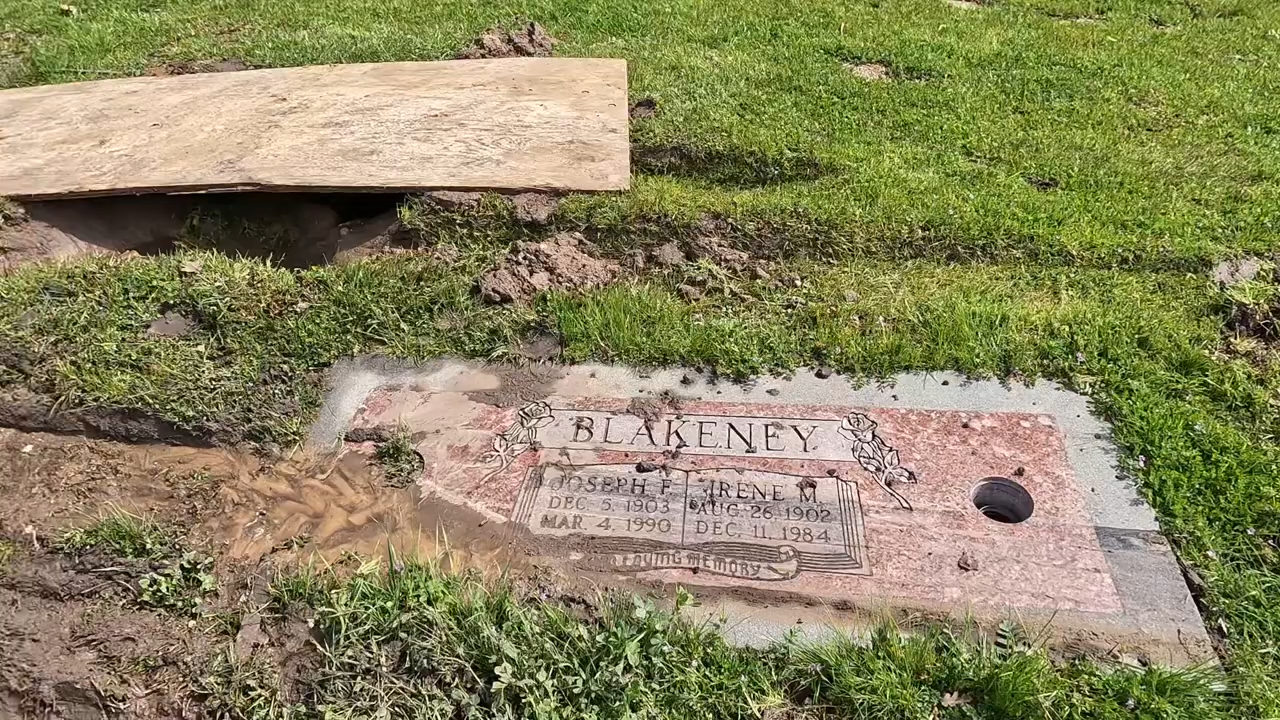 BLAKENEY
JOSEPH F.
DEC. 5, 1903
MAR. 4, 1990
IRENE M.
AUG. 26, 1902
DEC. 11, 1984
LOVING MEMORY